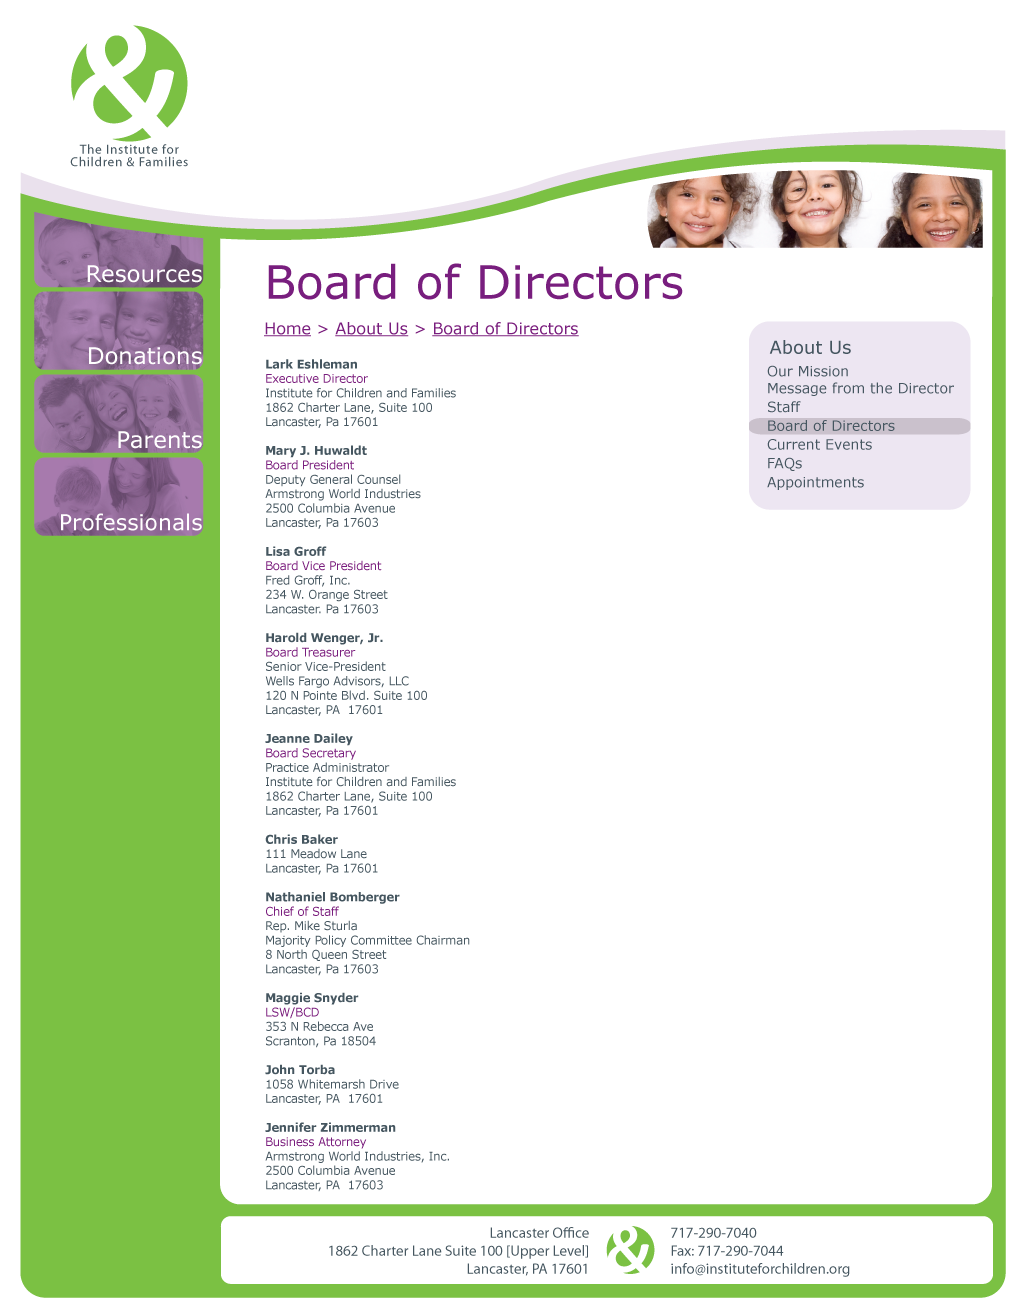 The Institute for
Children & Families
Resources
Donations
Parents
Professionals
Board of Directors
Home > About Us > Board of Directors
Lark Eshleman
Executive Director
Institute for Children and Families
1862 Charter Lane, Suite 100
Lancaster, Pa 17601
Mary J. Huwaldt
Board President
Deputy General Counsel
Armstrong World Industries
2500 Columbia Avenue
Lancaster, Pa 17603
Lisa Groff
Board Vice President
Fred Groff, Inc.
234 W. Orange Street
Lancaster. Pa 17603
Harold Wenger, Jr.
Board Treasurer
Senior Vice-President
Wells Fargo Advisors, LLC
120 N Pointe Blvd. Suite 100
Lancaster, PA  17601
Jeanne Dailey
Board Secretary
Practice Administrator
Institute for Children and Families
1862 Charter Lane, Suite 100
Lancaster, Pa 17601
Chris Baker
111 Meadow Lane
Lancaster, Pa 17601
Nathaniel Bomberger
Chief of Staff
Rep. Mike Sturla
Majority Policy Committee Chairman
8 North Queen Street
Lancaster, Pa 17603
Maggie Snyder
LSW/BCD
353 N Rebecca Ave
Scranton, Pa 18504
John Torba
1058 Whitemarsh Drive
Lancaster, PA  17601
Jennifer Zimmerman
Business Attorney
Armstrong World Industries, Inc.
2500 Columbia Avenue
Lancaster, PA  17603
About Us
Our Mission
Message from the Director
Staff
Board of Directors
Current Events
FAQs
Appointments
Lancaster Office
1862 Charter Lane Suite 100 [Upper Level]
Lancaster, PA 17601
&
717-290-7040
Fax: 717-290-7044
info@instituteforchildren.org